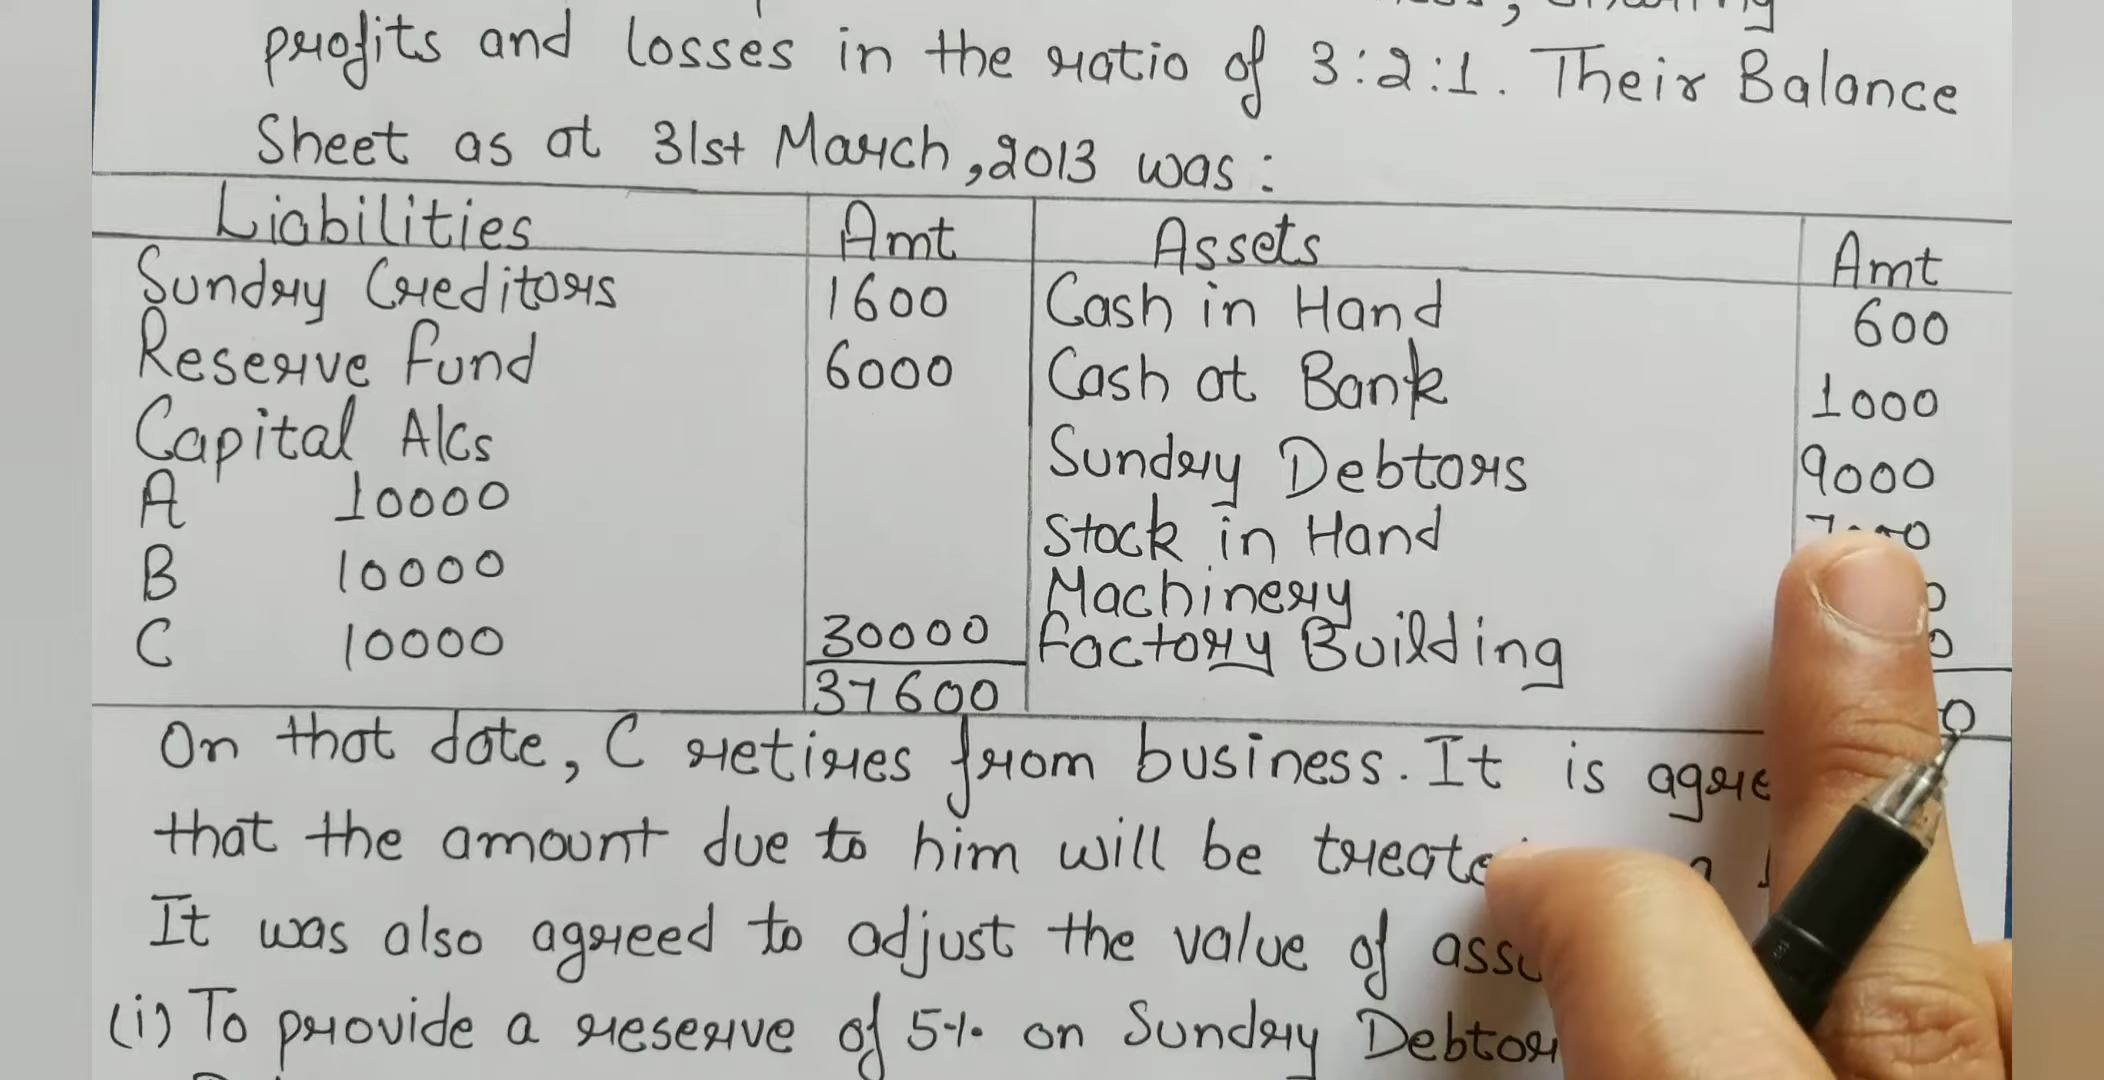 profits and losses in the ratio of 3:2:1. Their Balance
Sheet as at 31st March, 2013 was:
Liabilities Amt Assets Amt
Sundry Creditors 1600 Cash in Hand 600
Reserve Fund 6000 Cash at Bank 1000
Capital A/cs Sundry Debtors 9000
A 10000 Stock in Hand
B 10000 Machinery
C 10000 30000 Factory Building
37600
On that date, C retires from business. It is
that the amount due to him will be
It was also agreed to adjust the value of
(i) To provide a reserve of 5% on Sundry